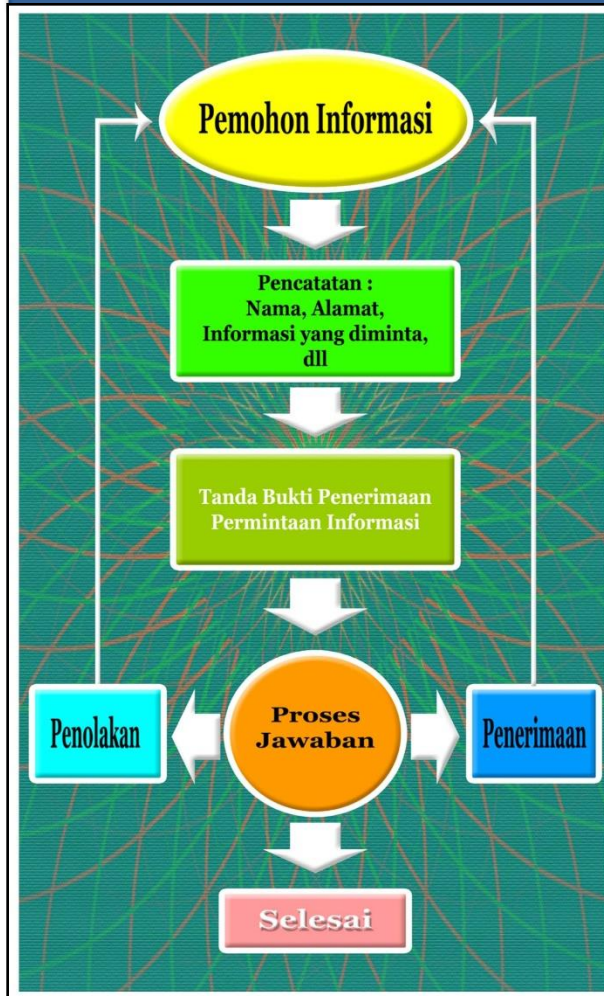 Pemohon Informasi
Pencatatan :
Nama, Alamat,
Informasi yang diminta,
dll
Tanda Bukti Penerimaan
Permintaan Informasi
Penolakan
Proses
Jawaban
Penerimaan
Selesai